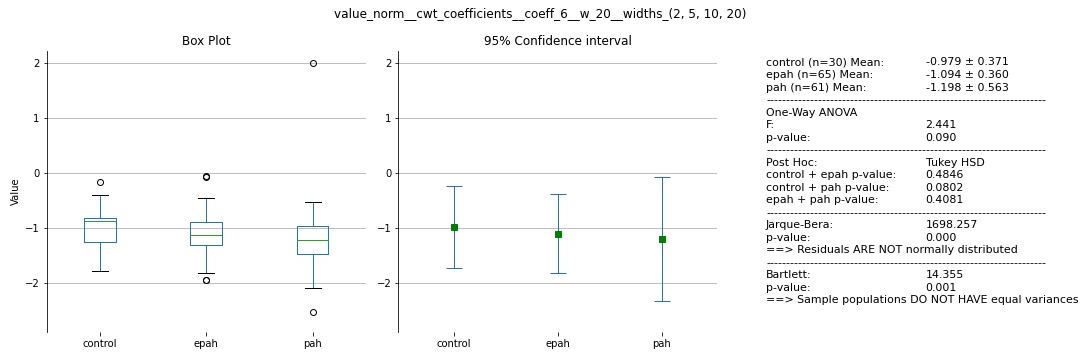 value_norm__cwt_coefficients__coeff_6__w_20__widths_(2, 5, 10, 20)
Box Plot
Value
2
1
0
−1
−2
control epah pah
95% Confidence interval
2
1
0
−1
−2
control epah pah
control (n=30) Mean: -0.979 ± 0.371
epah (n=65) Mean: -1.094 ± 0.360
pah (n=61) Mean: -1.198 ± 0.563
One-Way ANOVA
F: 2.441
p-value: 0.090
Post Hoc: Tukey HSD
control + epah p-value: 0.4846
control + pah p-value: 0.0802
epah + pah p-value: 0.4081
Jarque-Bera: 1698.257
p-value: 0.000
==> Residuals ARE NOT normally distributed
Bartlett: 14.355
p-value: 0.001
==> Sample populations DO NOT HAVE equal variances